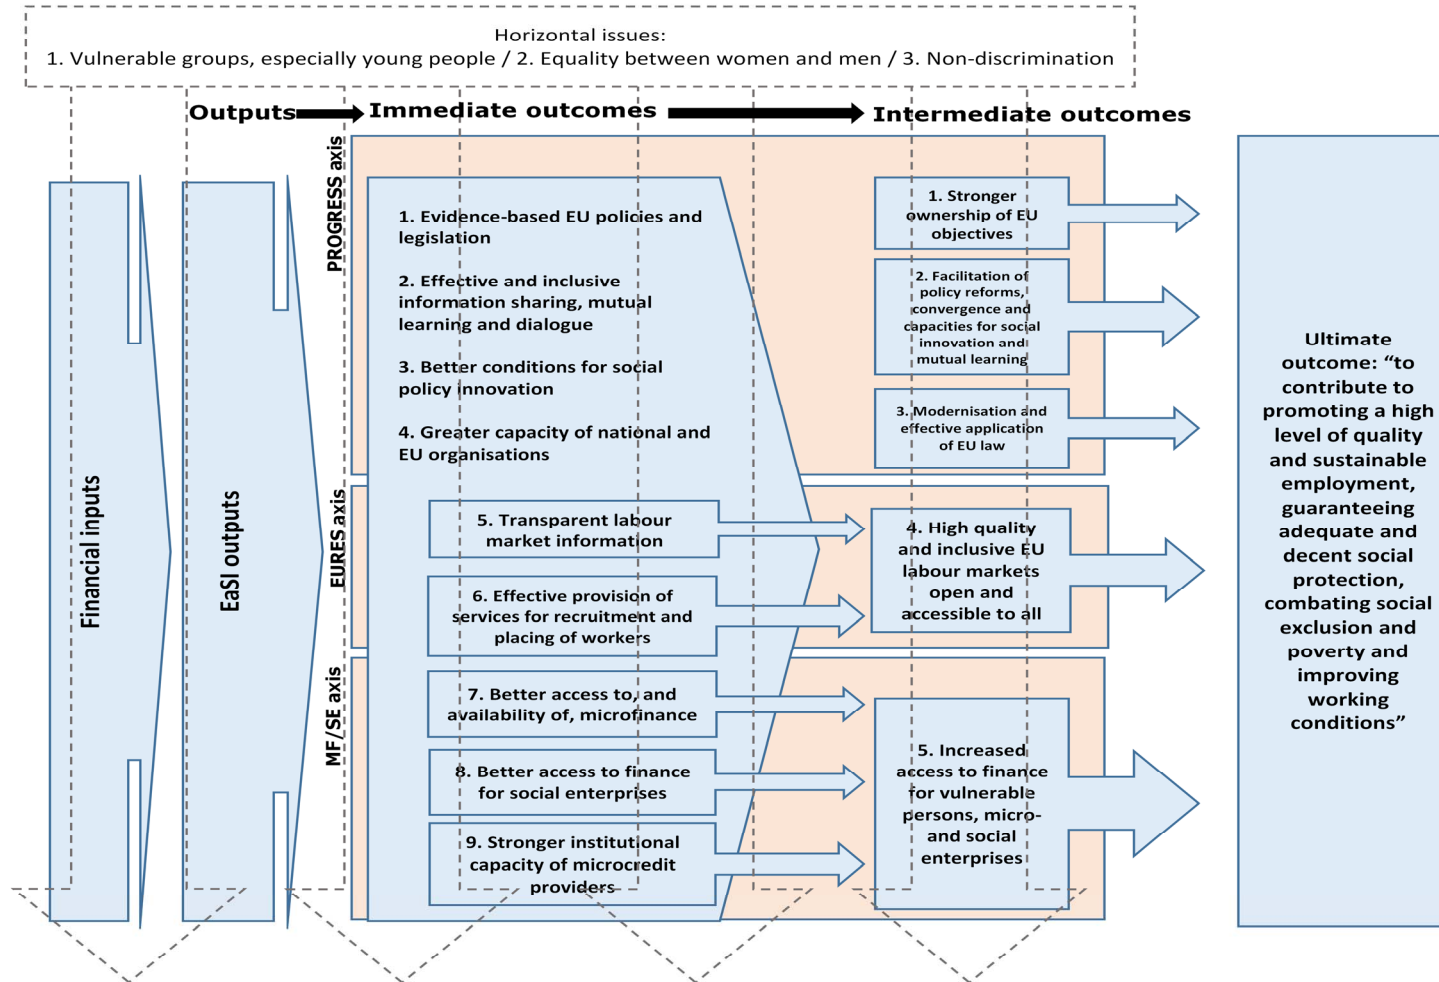 Horizontal issues:
1. Vulnerable groups, especially young people / 2. Equality between women and men / 3. Non-discrimination
Outputs
Immediate outcomes
Intermediate outcomes
Financial inputs
EaSI outputs
PROGRESS axis
1. Evidence-based EU policies and
legislation
2. Effective and inclusive
information sharing, mutual
learning and dialogue
3. Better conditions for social
policy innovation
4. Greater capacity of national and
EU organisations
1. Stronger
ownership of EU
objectives
2. Facilitation of
policy reforms,
convergence and
capacities for social
innovation and
mutual learning
3. Modernisation and
effective application
of EU law
EURES axis
5. Transparent labour
market information
6. Effective provision of
services for recruitment and
placing of workers
4. High quality
and inclusive EU
labour markets
open and
accessible to all
MF/SE axis
7. Better access to, and
availability of, microfinance
8. Better access to finance
for social enterprises
9. Stronger institutional
capacity of microcredit
providers
5. Increased
access to finance
for vulnerable
persons, micro-
and social
enterprises
Ultimate
outcome: “to
contribute to
promoting a high
level of quality
and sustainable
employment,
guaranteeing
adequate and
decent social
protection,
combating social
exclusion and
poverty and
improving
working
conditions”